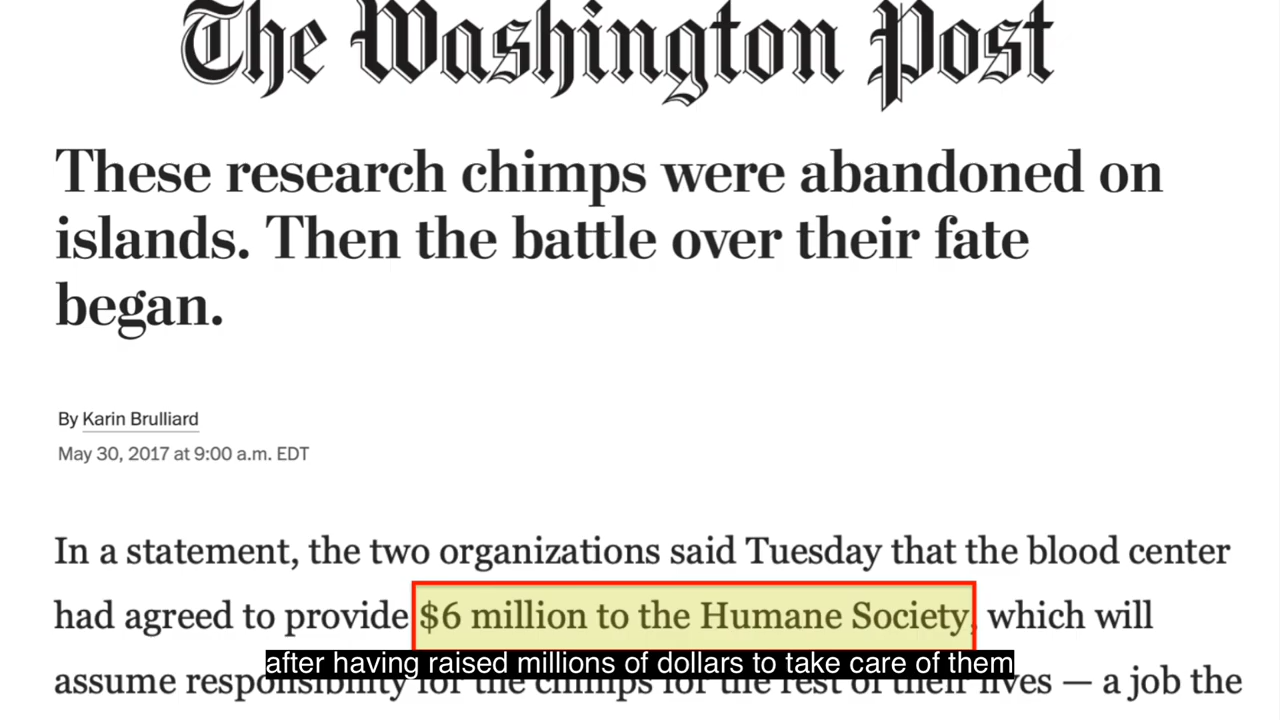 The Washington Post
These research chimps were abandoned on
islands. Then the battle over their fate
began.
By Karin Brulliard
May 30, 2017 at 9:00 a.m. EDT
In a statement, the two organizations said Tuesday that the blood center
had agreed to provide $6 million to the Humane Society, which will
after having raised millions of dollars to take care of them
assume responsibility for the chimps for the rest of their lives — a job the